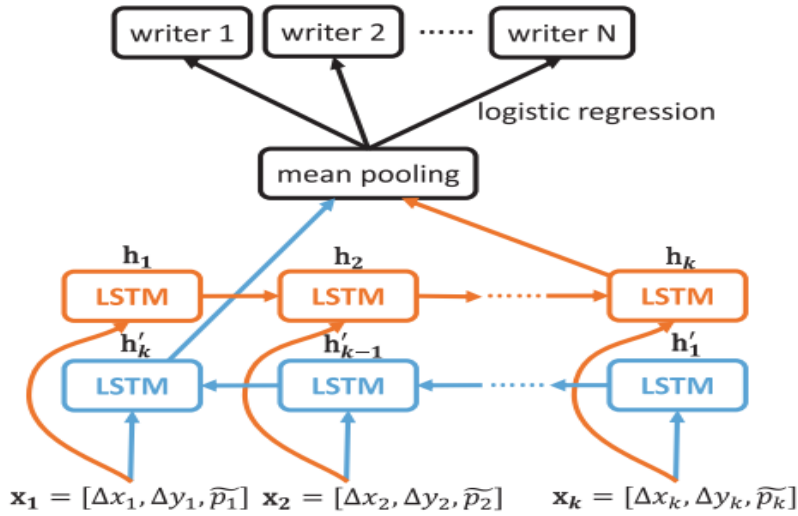 writer 1 writer 2 ...... writer N
logistic regression
mean pooling
h₁ h₂ hₖ
LSTM LSTM ...... LSTM
h′ₖ h′ₖ₋₁ h′₁
LSTM LSTM ...... LSTM
x₁ = [Δx₁, Δy₁, p̃₁] x₂ = [Δx₂, Δy₂, p̃₂] xₖ = [Δxₖ, Δyₖ, p̃ₖ]